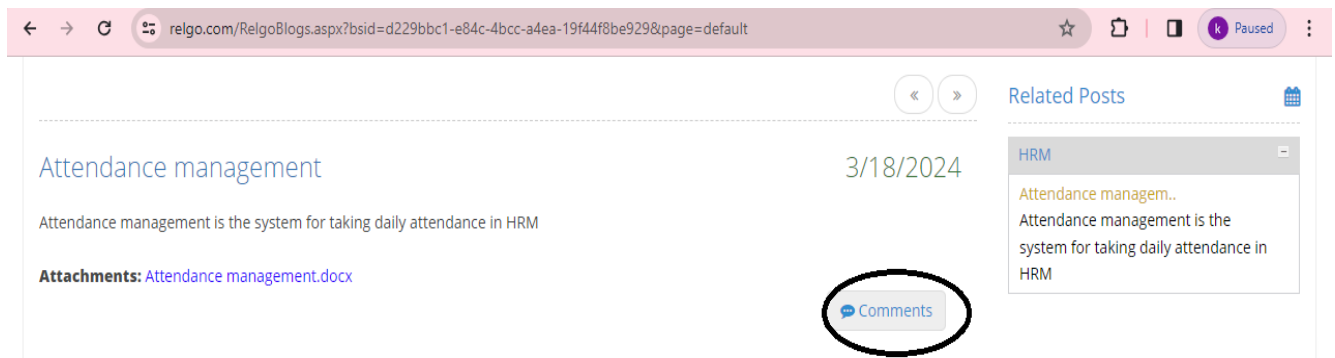 relgo.com/RelgoBlogs.aspx?bsid=d229bbc1-e84c-4bcc-a4ea-19f44f8be929&page=default
k Paused
« »
Related Posts
Attendance management
3/18/2024
HRM
Attendance managem..
Attendance management is the
system for taking daily attendance in
HRM
Attendance management is the system for taking daily attendance in HRM
Attachments: Attendance management.docx
Comments